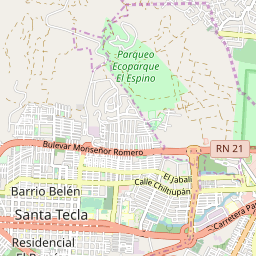 Parqueo
Ecoparque
El Espino
Bulevar Monseñor Romero
RN 21
El Jabalí
Calle Chiltiupán
Barrio Belén
Santa Tecla
Carretera Pa
Residencial